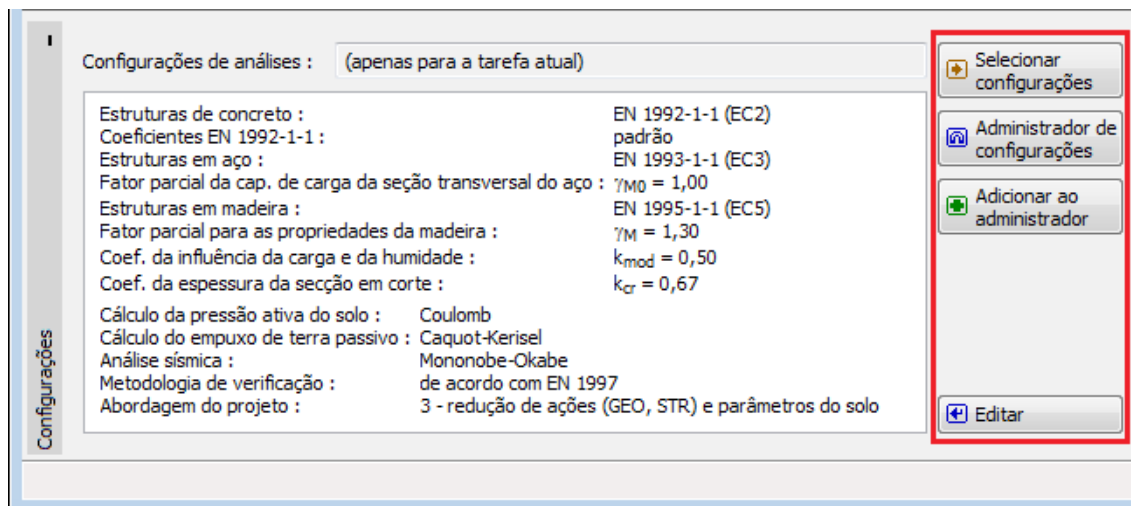 Configurações de análises : (apenas para a tarefa atual)
Estruturas de concreto : EN 1992-1-1 (EC2)
Coeficientes EN 1992-1-1 : padrão
Estruturas em aço : EN 1993-1-1 (EC3)
Fator parcial da cap. de carga da seção transversal do aço : γM0 = 1,00
Estruturas em madeira : EN 1995-1-1 (EC5)
Fator parcial para as propriedades da madeira : γM = 1,30
Coef. da influência da carga e da humidade : kmod = 0,50
Coef. da espessura da secção em corte : kcr = 0,67
Cálculo da pressão ativa do solo : Coulomb
Cálculo do empuxo de terra passivo : Caquot-Kerisel
Análise sísmica : Mononobe-Okabe
Metodologia de verificação : de acordo com EN 1997
Abordagem do projeto : 3 - redução de ações (GEO, STR) e parâmetros do solo
Selecionar
configurações
Administrador de
configurações
Adicionar ao
administrador
Editar
Configurações